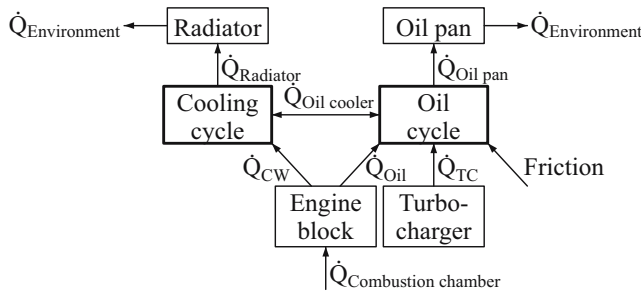 Q̇Environment
Radiator
Oil pan
Q̇Environment
Q̇Radiator
Q̇Oil pan
Cooling
cycle
Q̇Oil cooler
Oil
cycle
Q̇CW
Q̇Oil
Q̇TC
Friction
Engine
block
Turbo-
charger
Q̇Combustion chamber